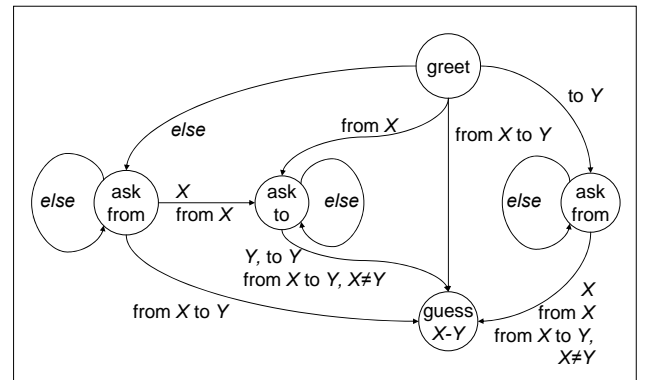 greet
to Y
from X
from X to Y
else
else
ask
from
X
from X
ask
to
else
else
ask
from
Y, to Y
from X to Y, X≠Y
from X to Y
guess
X-Y
X
from X
from X to Y,
X≠Y